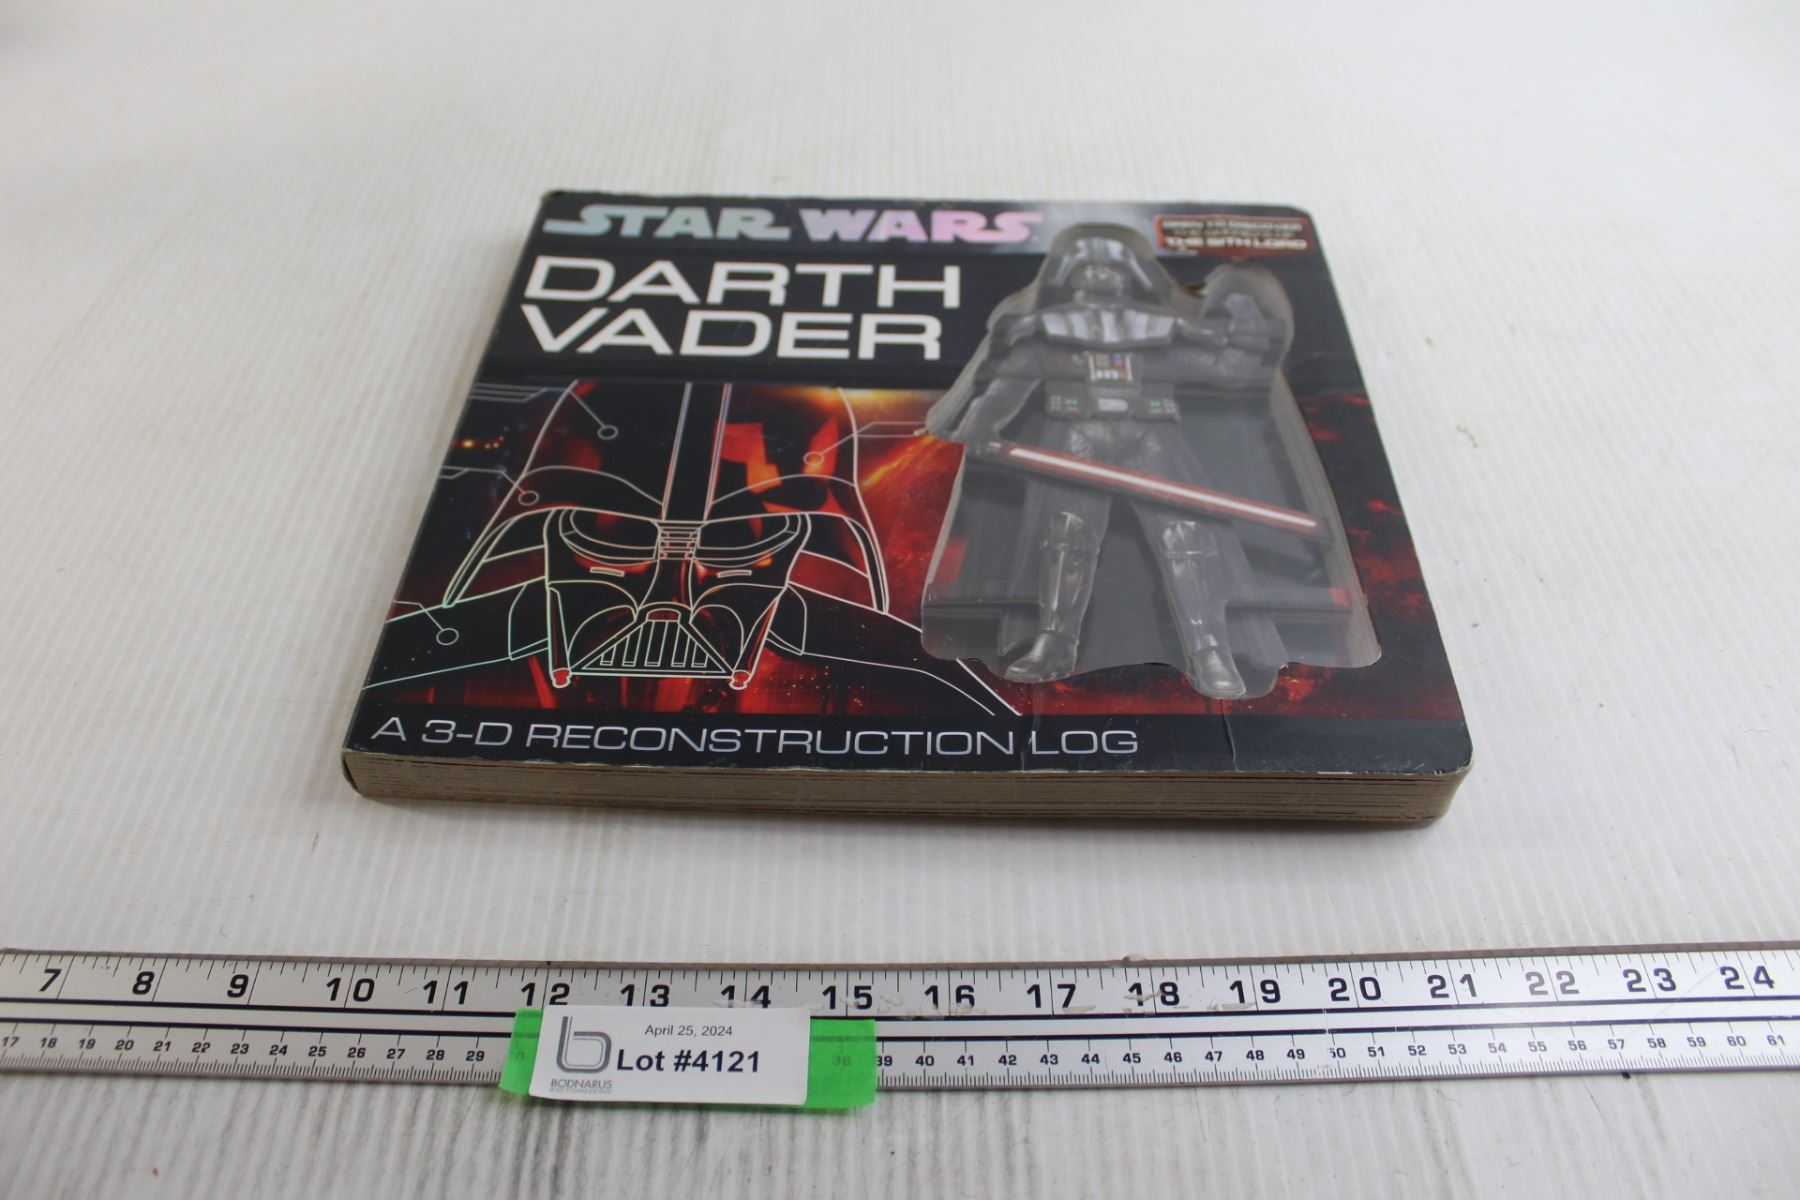 STAR WARS
DARTH
VADER
THE SITH LORD
A 3-D RECONSTRUCTION LOG
7 8 9 10 11 12 13 14 15 16 17 18 19 20 21 22 23 24
17 18 19 20 21 22 23 24 25 26 27 28 29 38 39 40 41 42 43 44 45 46 47 48 49 50 51 52 53 54 55 56 57 58 59 60 61
April 25, 2024
Lot #4121
BODNARUS
AUCTIONEERING